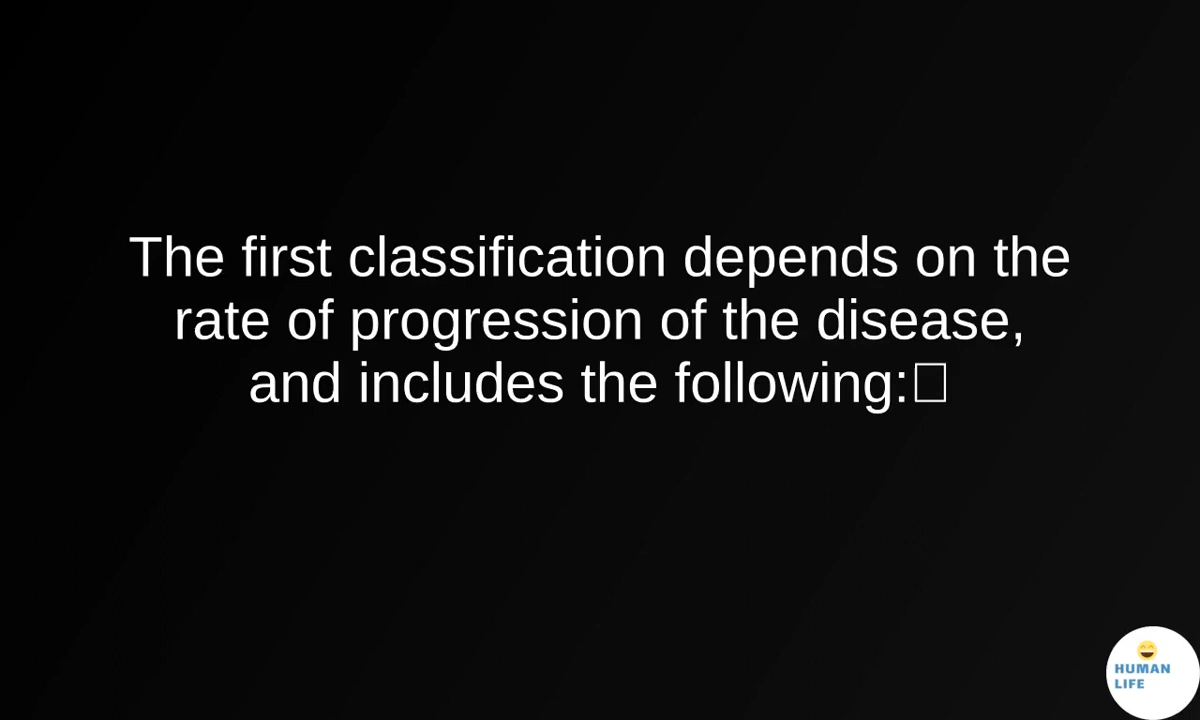 The first classification depends on the
rate of progression of the disease,
and includes the following:
HUMAN
LIFE